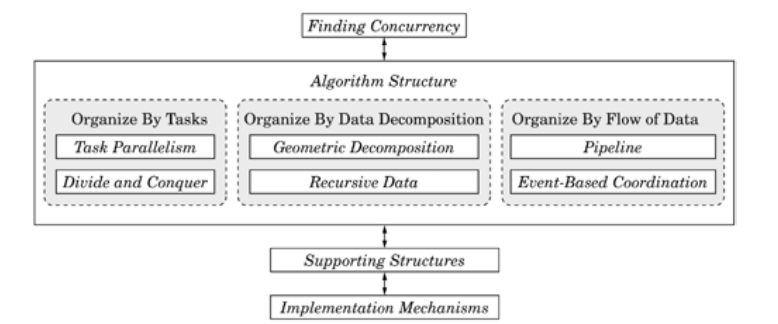 Finding Concurrency
Algorithm Structure
Organize By Tasks
Task Parallelism
Divide and Conquer
Organize By Data Decomposition
Geometric Decomposition
Recursive Data
Organize By Flow of Data
Pipeline
Event-Based Coordination
Supporting Structures
Implementation Mechanisms